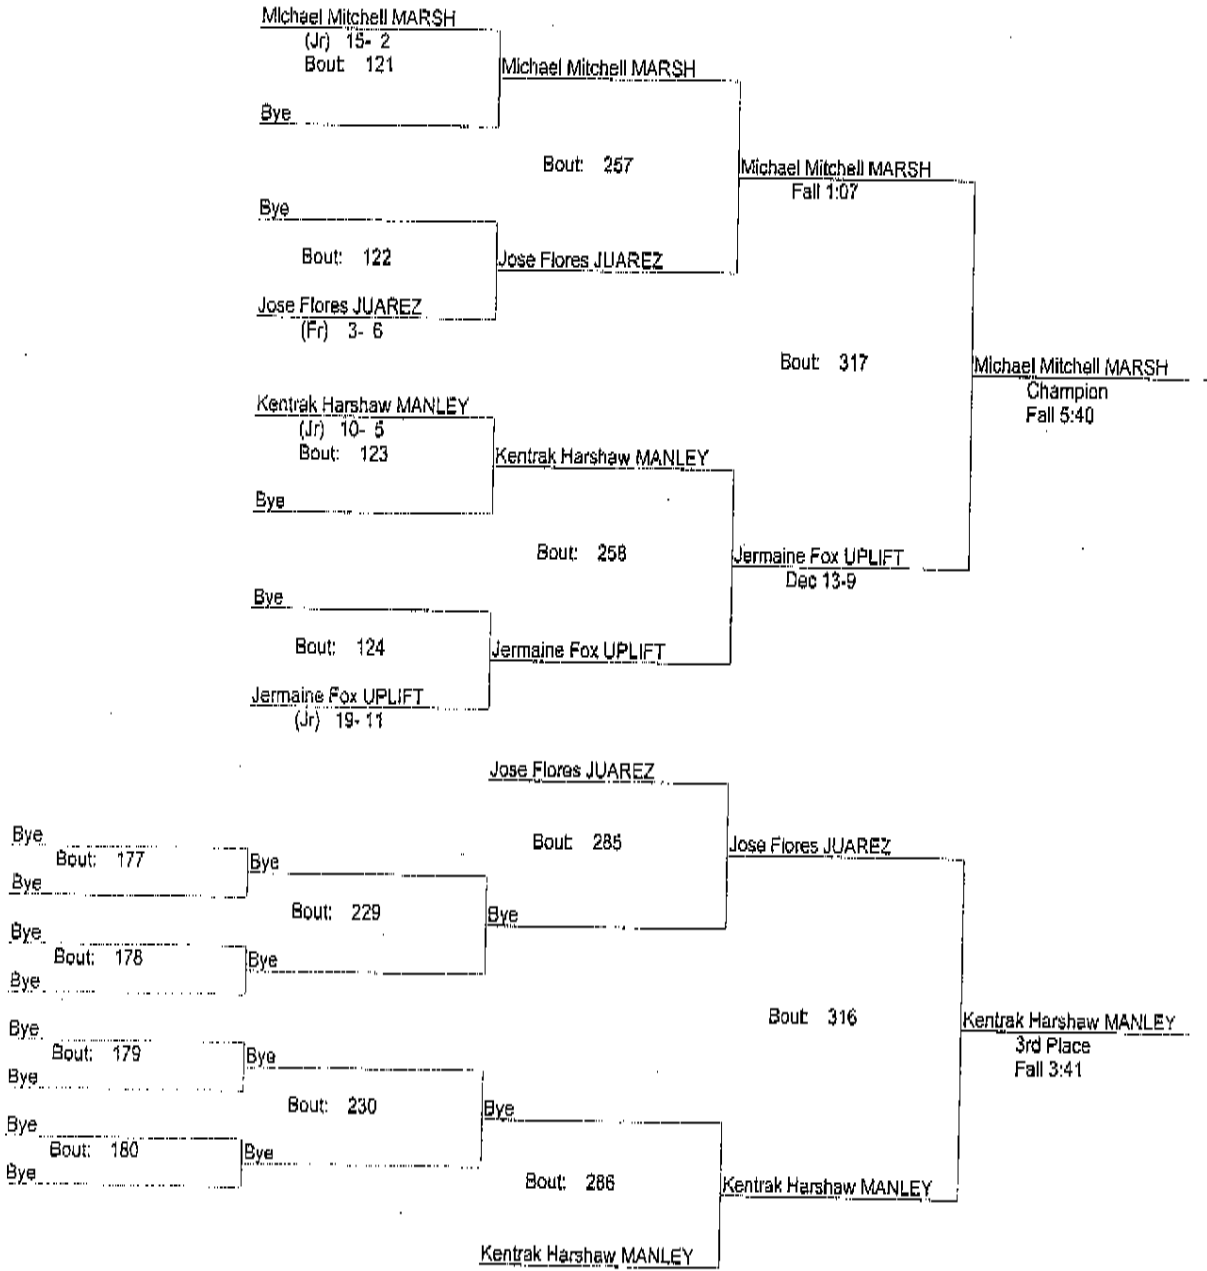 Michael Mitchell MARSH
(Jr) 15- 2
Bout: 121
Michael Mitchell MARSH
Bye
Bout: 257
Michael Mitchell MARSH
Fall 1:07
Bye
Bout: 122
Jose Flores JUAREZ
Jose Flores JUAREZ
(Fr) 3- 6
Bout: 317
Michael Mitchell MARSH
Champion
Fall 5:40
Kentrak Harshaw MANLEY
(Jr) 10- 5
Bout: 123
Kentrak Harshaw MANLEY
Bye
Bout: 258
Jermaine Fox UPLIFT
Dec 13-9
Bye
Bout: 124
Jermaine Fox UPLIFT
Jermaine Fox UPLIFT
(Jr) 19- 11
Jose Flores JUAREZ
Bout: 285
Jose Flores JUAREZ
Bye
Bout: 177
Bye
Bye
Bout: 229
Bye
Bye
Bout: 178
Bye
Bye
Bout: 316
Kentrak Harshaw MANLEY
3rd Place
Fall 3:41
Bye
Bout: 179
Bye
Bye
Bout: 230
Bye
Bye
Bout: 180
Bye
Bye
Bout: 286
Kentrak Harshaw MANLEY
Kentrak Harshaw MANLEY